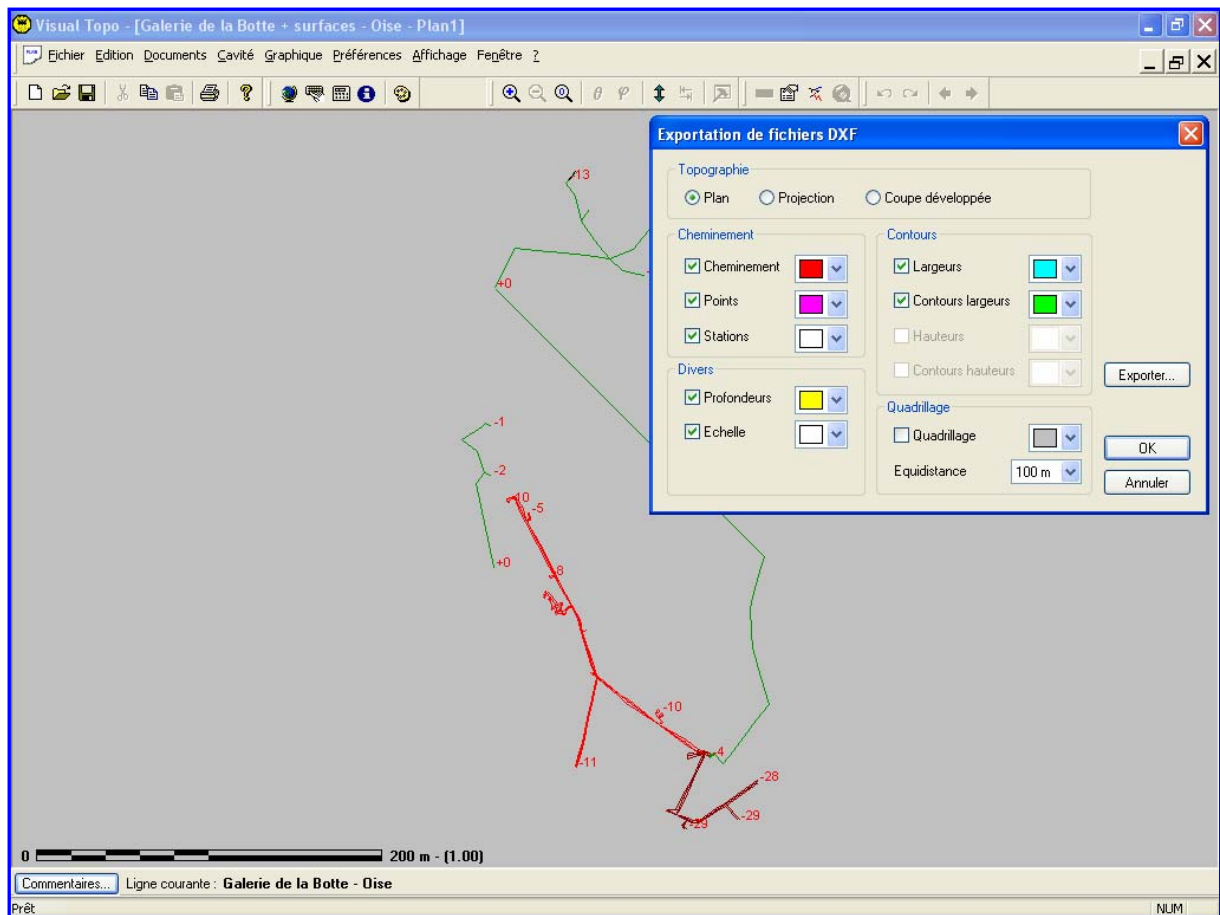 Visual Topo - [Galerie de la Botte + surfaces - Oise - Plan1]
Fichier Edition Documents Cavité Graphique Préférences Affichage Fenêtre ?
Exportation de fichiers DXF
Topographie
Plan Projection Coupe développée
Cheminement
Cheminement
Points
Stations
Divers
Profondeurs
Echelle
Contours
Largeurs
Contours largeurs
Hauteurs
Contours hauteurs
Quadrillage
Quadrillage
Equidistance 100 m
Exporter...
OK
Annuler
13
+0
-1
-2
10
-5
+0
-8
-10
-11
-4
-28
-29
-29
0 200 m - (1.00)
Commentaires... Ligne courante : Galerie de la Botte - Oise
Prêt NUM